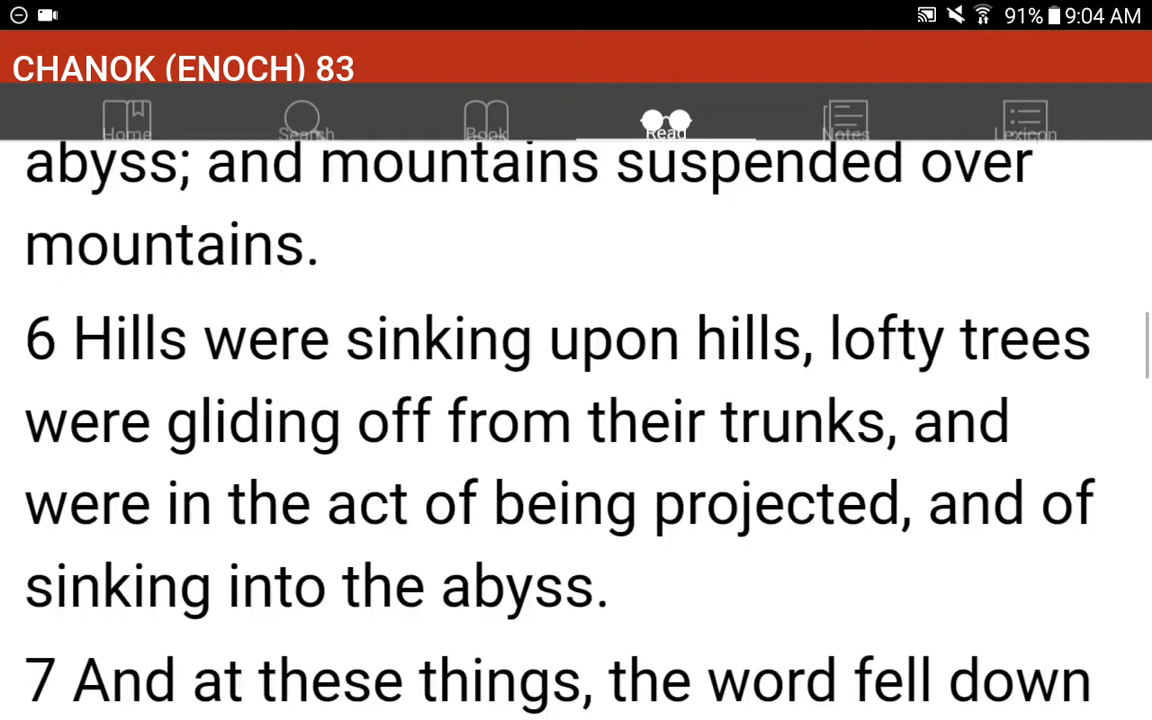 91% 9:04 AM
CHANOK (ENOCH) 83
Home Search Book Read Notes Lexicon
abyss; and mountains suspended over
mountains.
6 Hills were sinking upon hills, lofty trees
were gliding off from their trunks, and
were in the act of being projected, and of
sinking into the abyss.
7 And at these things, the word fell down